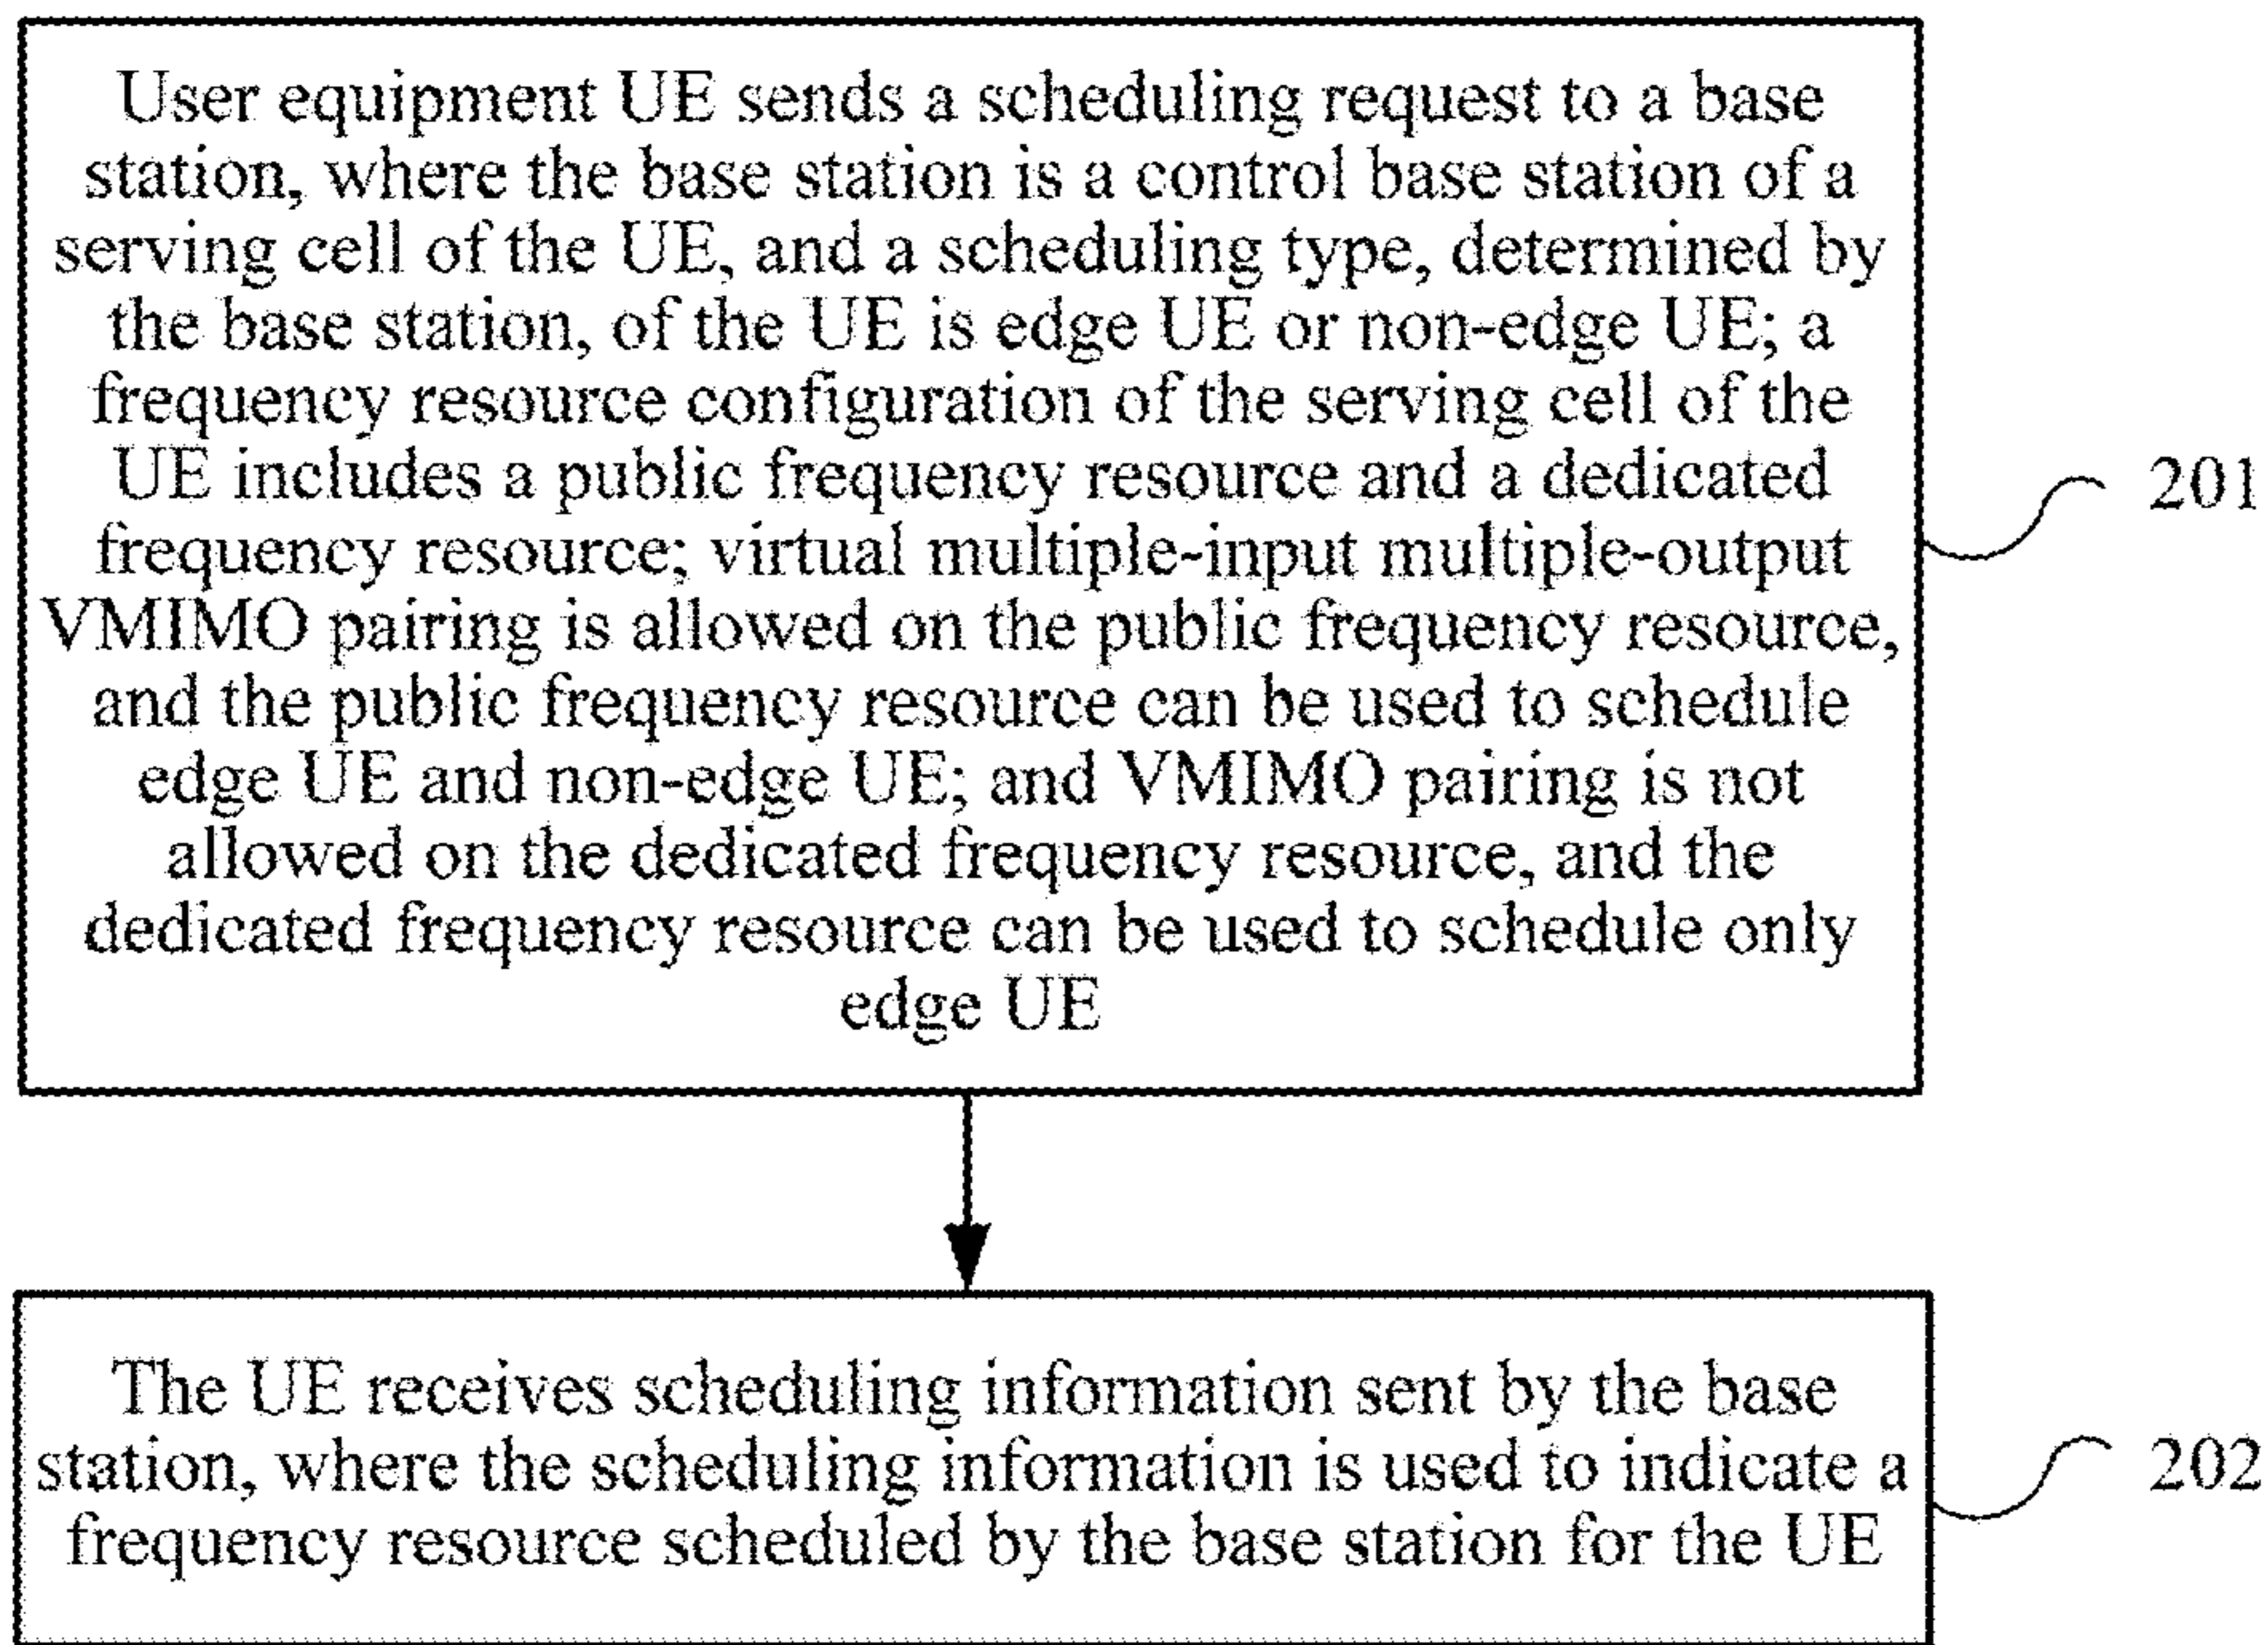 User equipment UE sends a scheduling request to a base
station, where the base station is a control base station of a
serving cell of the UE, and a scheduling type, determined by
the base station, of the UE is edge UE or non-edge UE; a
frequency resource configuration of the serving cell of the
UE includes a public frequency resource and a dedicated
frequency resource; virtual multiple-input multiple-output
VMIMO pairing is allowed on the public frequency resource,
and the public frequency resource can be used to schedule
edge UE and non-edge UE; and VMIMO pairing is not
allowed on the dedicated frequency resource, and the
dedicated frequency resource can be used to schedule only
edge UE
201
The UE receives scheduling information sent by the base
station, where the scheduling information is used to indicate a
frequency resource scheduled by the base station for the UE
202